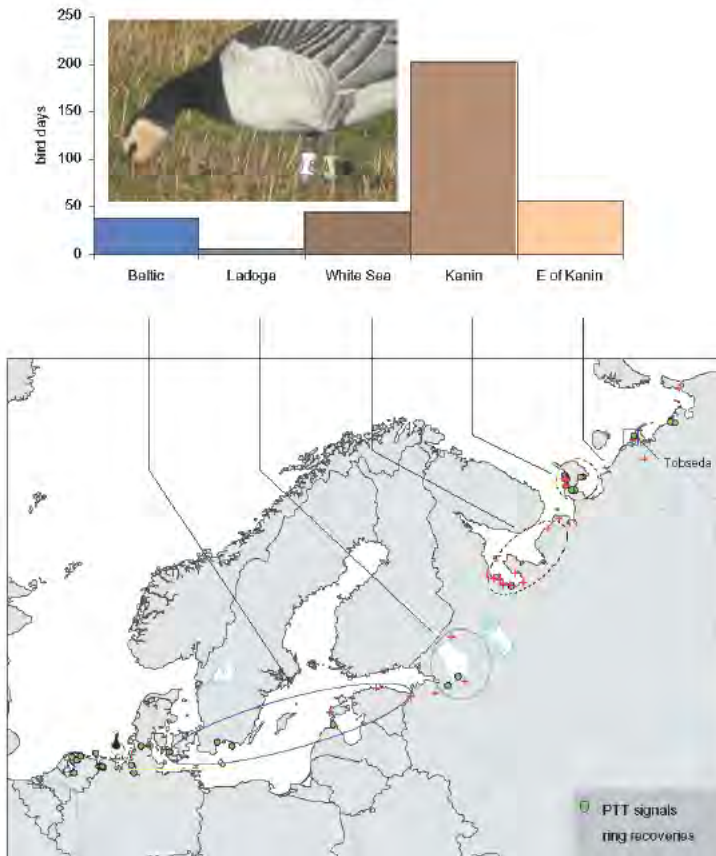 250
200
150
100
50
0
bird days
Baltic Ladoga White Sea Kanin E of Kanin
Tobseda
PTT signals
ring recoveries